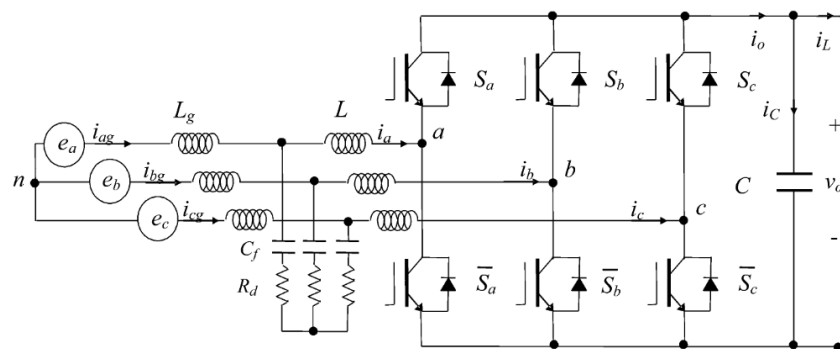 i_o
i_L
S_a
S_b
S_c
L_g
L
i_C
e_a
i_ag
i_a
a
+
n
e_b
i_bg
i_b
b
C
v_o
e_c
i_cg
i_c
c
C_f
-
R_d
S̅_a
S̅_b
S̅_c